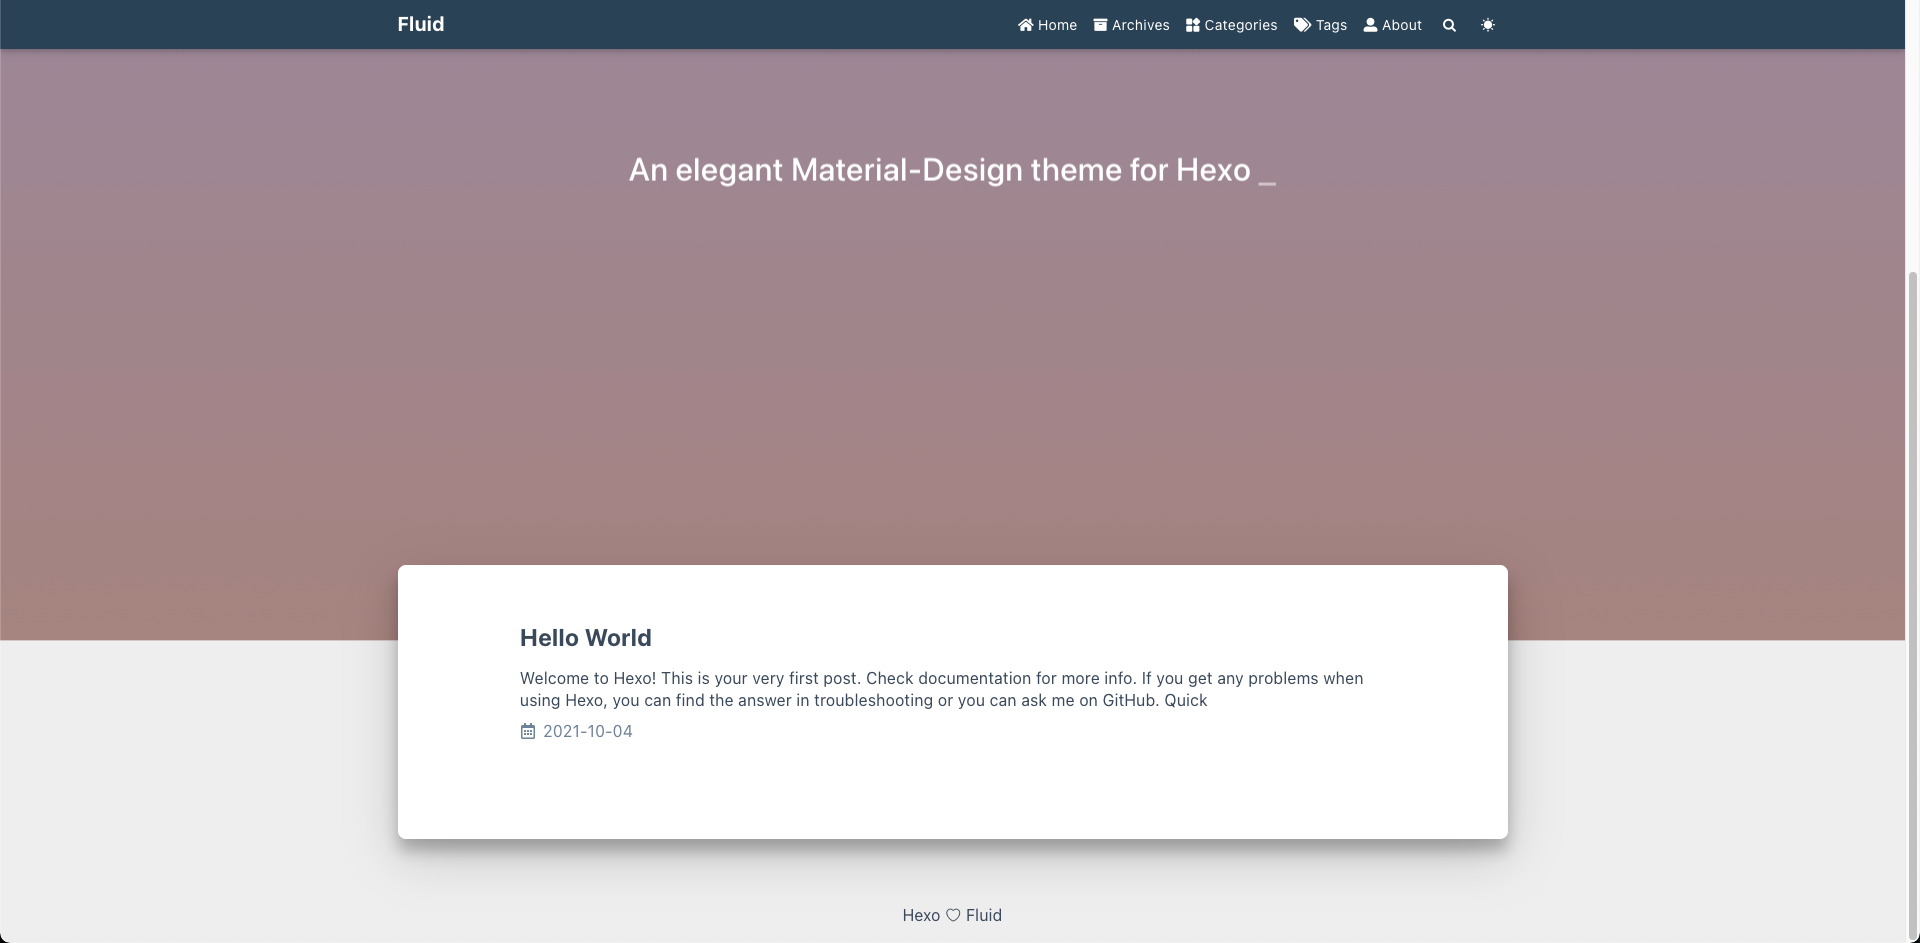 Fluid
Home Archives Categories Tags About
An elegant Material-Design theme for Hexo _
Hello World
Welcome to Hexo! This is your very first post. Check documentation for more info. If you get any problems when
using Hexo, you can find the answer in troubleshooting or you can ask me on GitHub. Quick
2021-10-04
Hexo ♡ Fluid